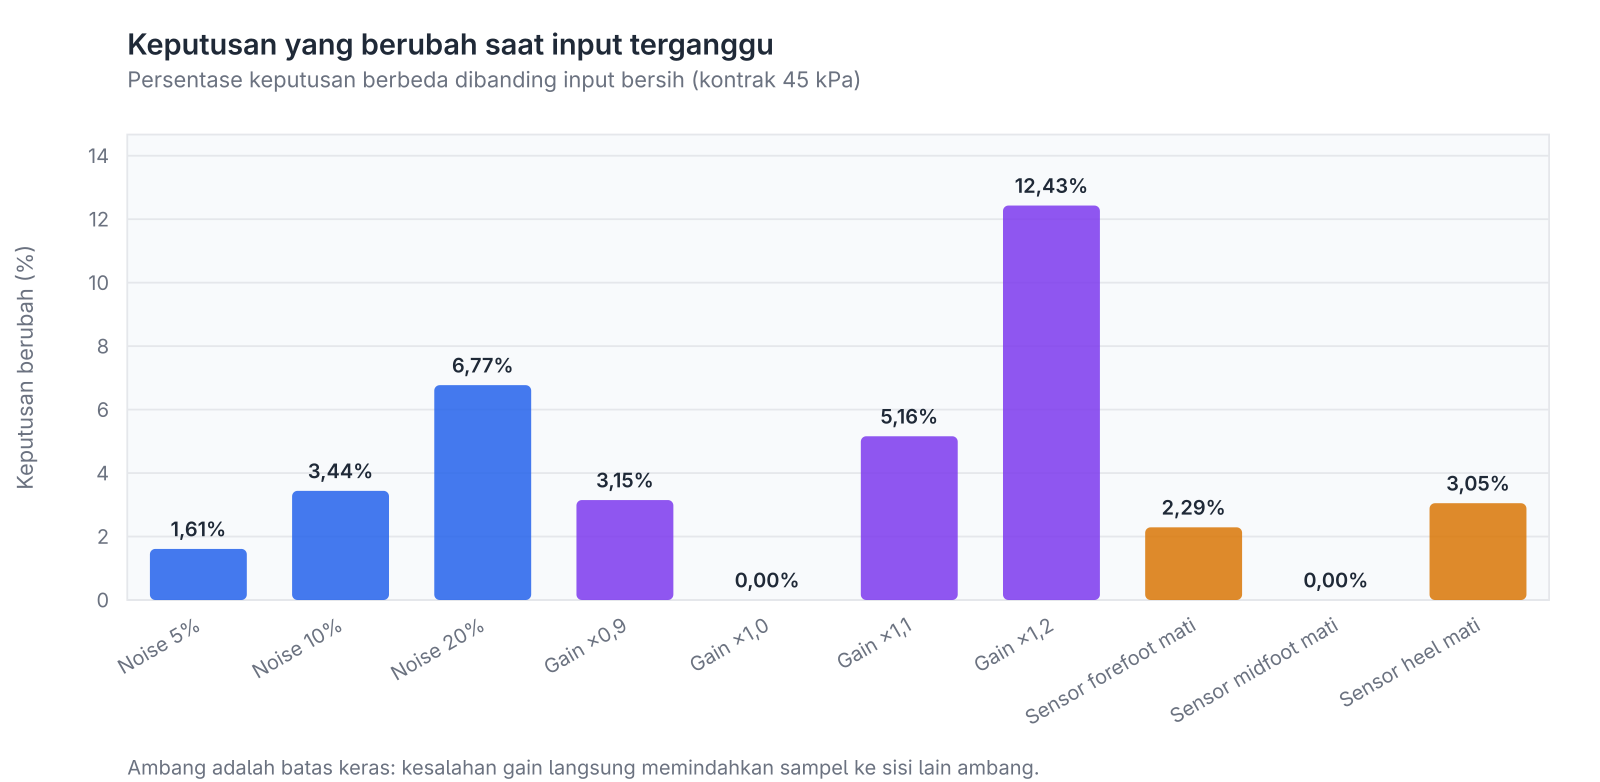 Keputusan yang berubah saat input terganggu
Persentase keputusan berbeda dibanding input bersih (kontrak 45 kPa)
Keputusan berubah (%)
14
12
10
8
6
4
2
0
1,61%
3,44%
6,77%
3,15%
0,00%
5,16%
12,43%
2,29%
0,00%
3,05%
Noise 5%
Noise 10%
Noise 20%
Gain ×0,9
Gain ×1,0
Gain ×1,1
Gain ×1,2
Sensor forefoot mati
Sensor midfoot mati
Sensor heel mati
Ambang adalah batas keras: kesalahan gain langsung memindahkan sampel ke sisi lain ambang.